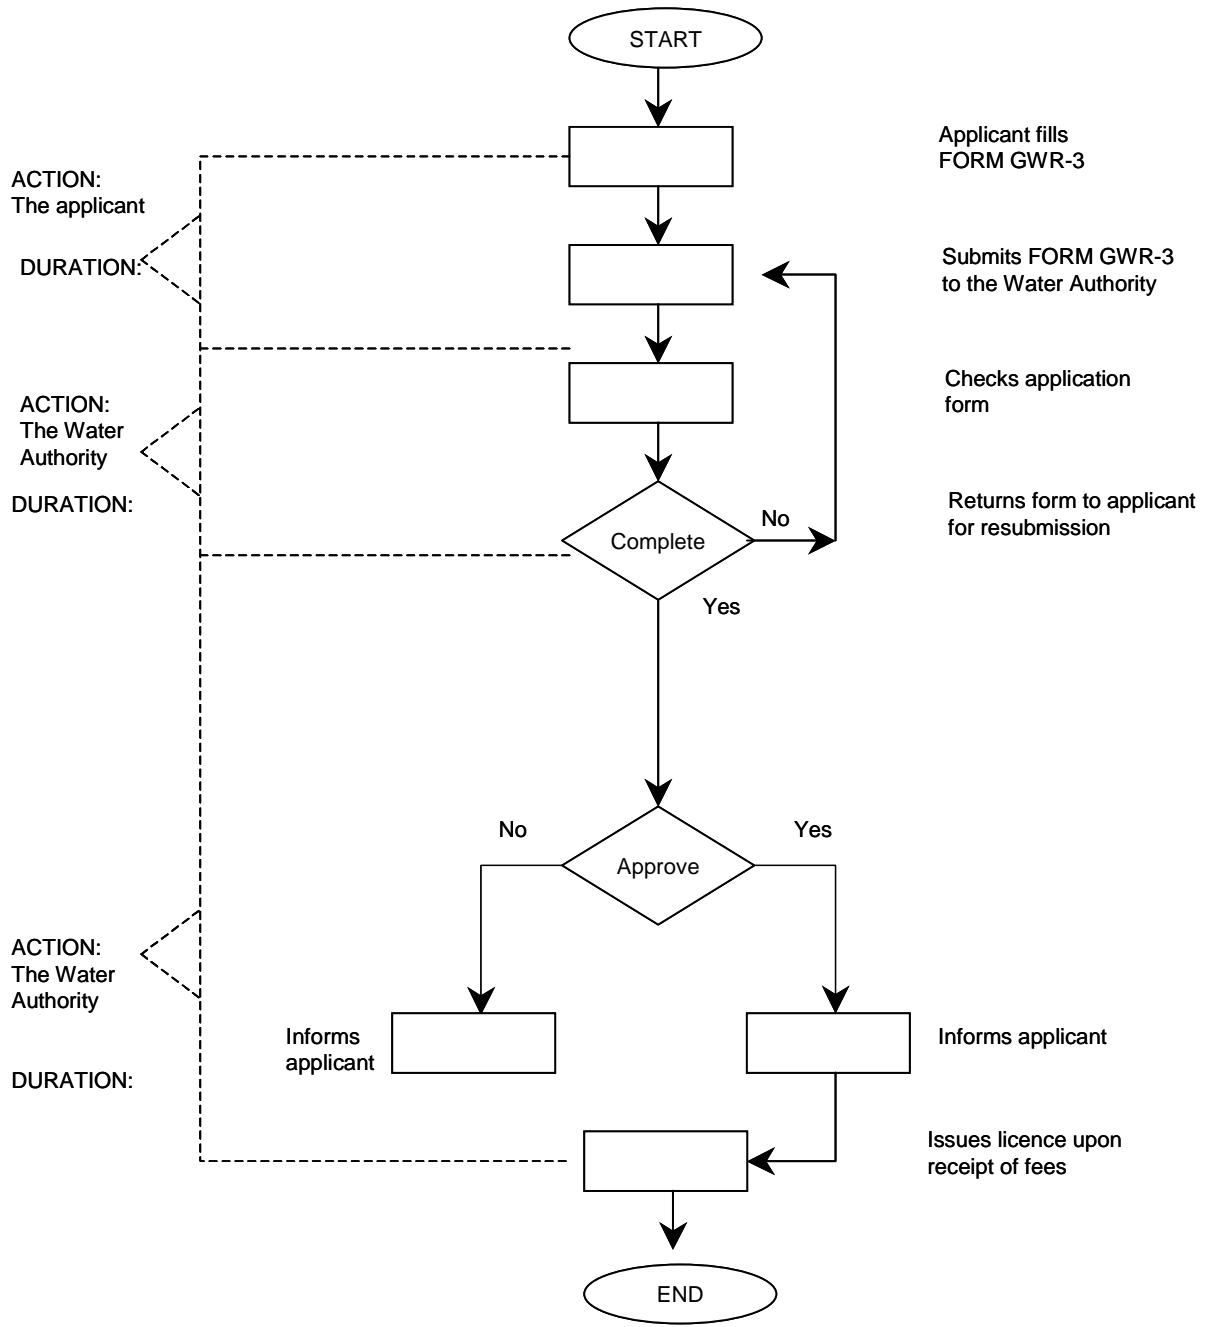 START
Applicant fills
FORM GWR-3
ACTION:
The applicant
DURATION:
Submits FORM GWR-3
to the Water Authority
Checks application
form
ACTION:
The Water
Authority
DURATION:
Returns form to applicant
for resubmission
No
Complete
Yes
No
Yes
Approve
ACTION:
The Water
Authority
DURATION:
Informs
applicant
Informs applicant
Issues licence upon
receipt of fees
END